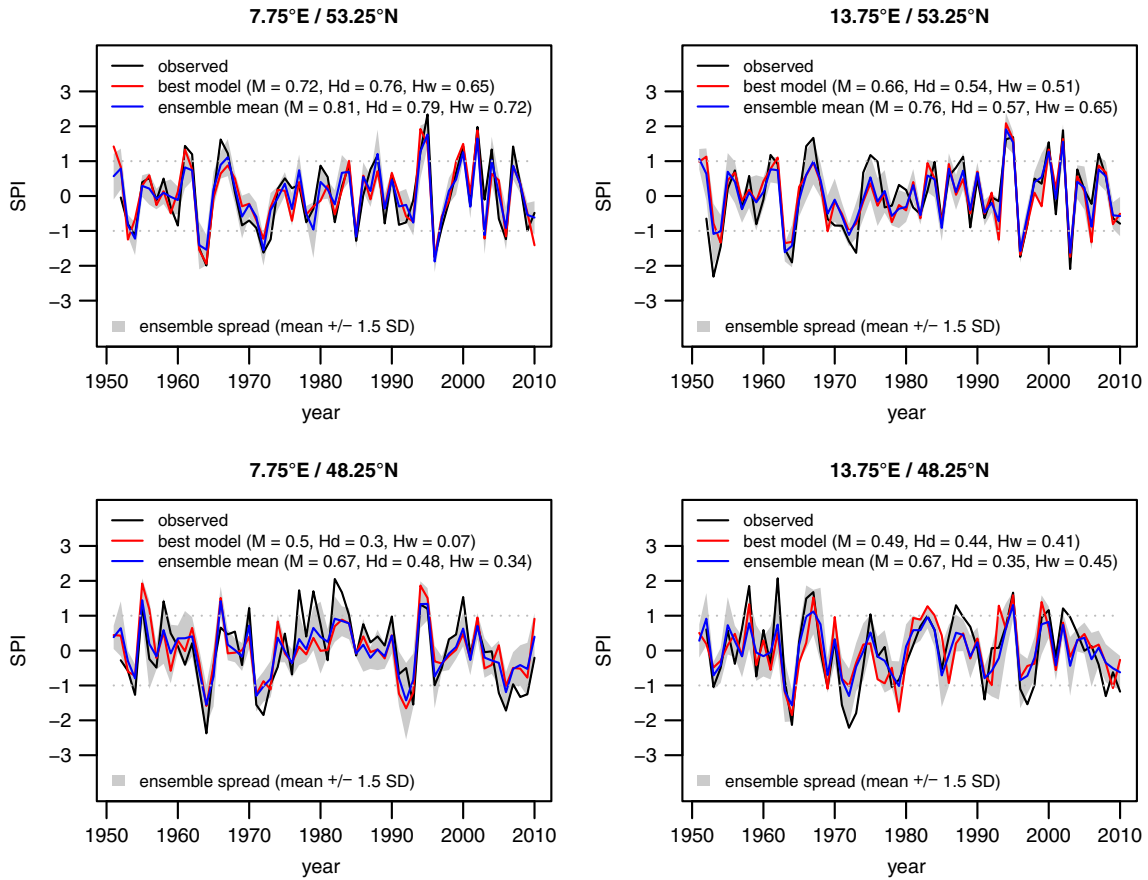 7.75°E / 53.25°N
observed
best model (M = 0.72, Hd = 0.76, Hw = 0.65)
ensemble mean (M = 0.81, Hd = 0.79, Hw = 0.72)
3
2
1
0
−1
−2
−3
SPI
ensemble spread (mean +/− 1.5 SD)
1950 1960 1970 1980 1990 2000 2010
year
13.75°E / 53.25°N
observed
best model (M = 0.66, Hd = 0.54, Hw = 0.51)
ensemble mean (M = 0.76, Hd = 0.57, Hw = 0.65)
3
2
1
0
−1
−2
−3
SPI
ensemble spread (mean +/− 1.5 SD)
1950 1960 1970 1980 1990 2000 2010
year
7.75°E / 48.25°N
observed
best model (M = 0.5, Hd = 0.3, Hw = 0.07)
ensemble mean (M = 0.67, Hd = 0.48, Hw = 0.34)
3
2
1
0
−1
−2
−3
SPI
ensemble spread (mean +/− 1.5 SD)
1950 1960 1970 1980 1990 2000 2010
year
13.75°E / 48.25°N
observed
best model (M = 0.49, Hd = 0.44, Hw = 0.41)
ensemble mean (M = 0.67, Hd = 0.35, Hw = 0.45)
3
2
1
0
−1
−2
−3
SPI
ensemble spread (mean +/− 1.5 SD)
1950 1960 1970 1980 1990 2000 2010
year